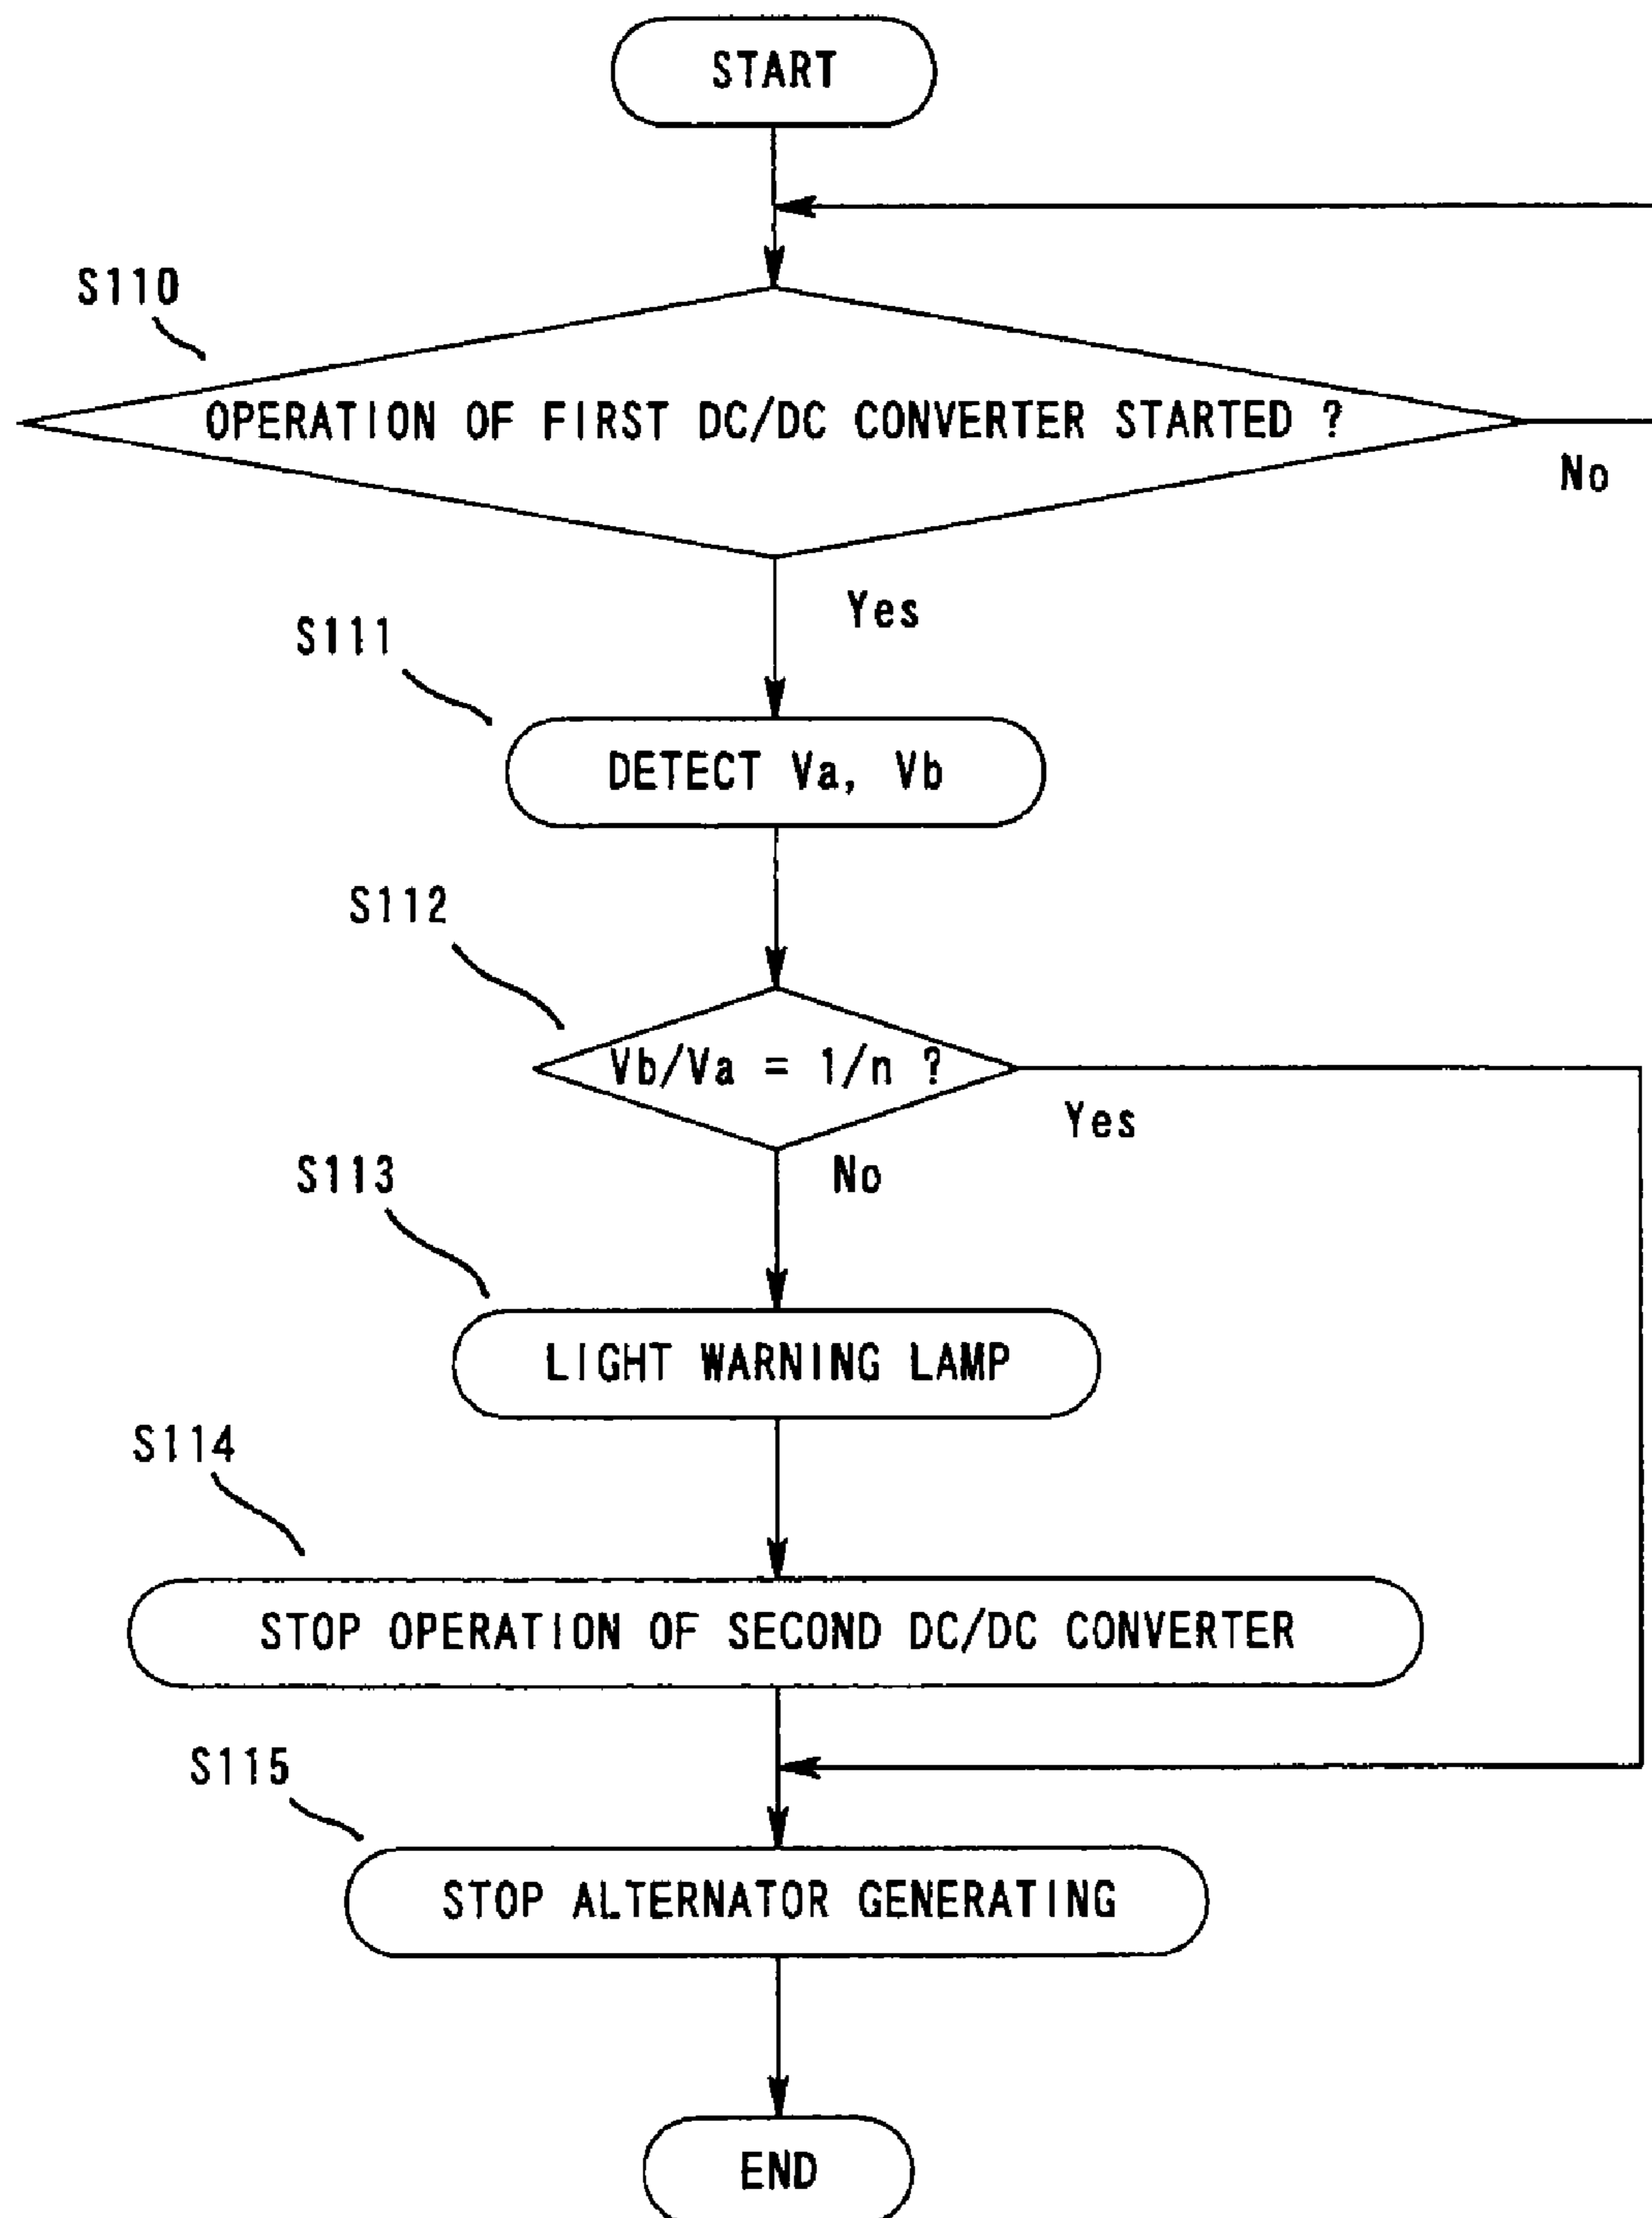 START
S110
OPERATION OF FIRST DC/DC CONVERTER STARTED ?
No
Yes
S111
DETECT Va, Vb
S112
Vb/Va = 1/n ?
Yes
No
S113
LIGHT WARNING LAMP
S114
STOP OPERATION OF SECOND DC/DC CONVERTER
S115
STOP ALTERNATOR GENERATING
END